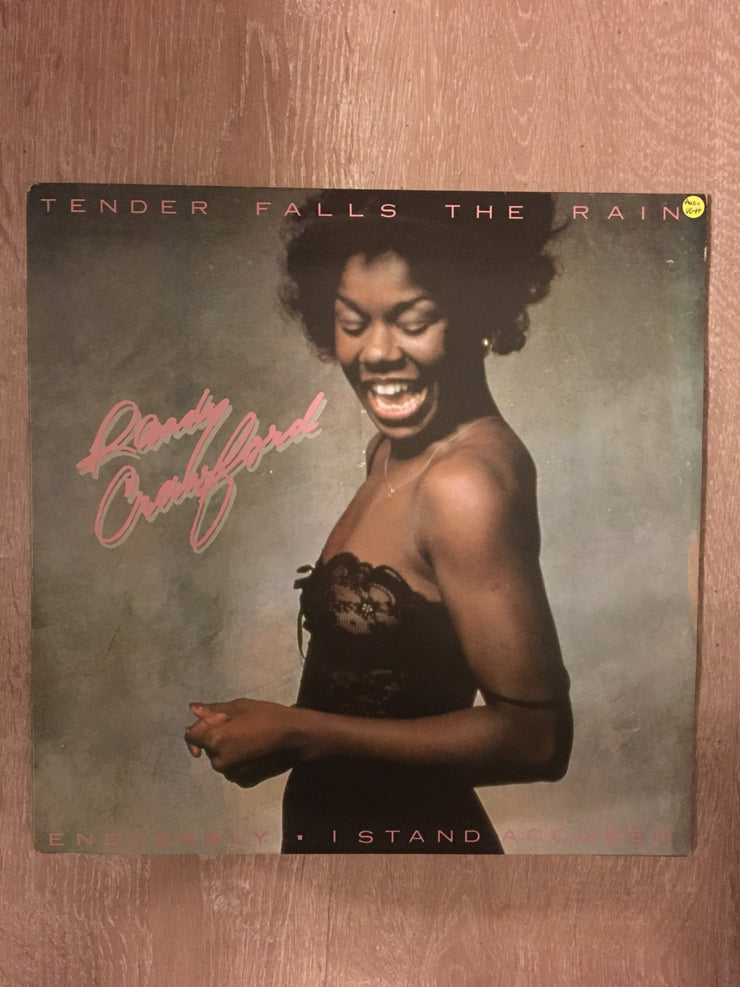 TENDER FALLS THE RAIN
Randy
Crawford
ENDLESSLY • I STAND ACCUSED